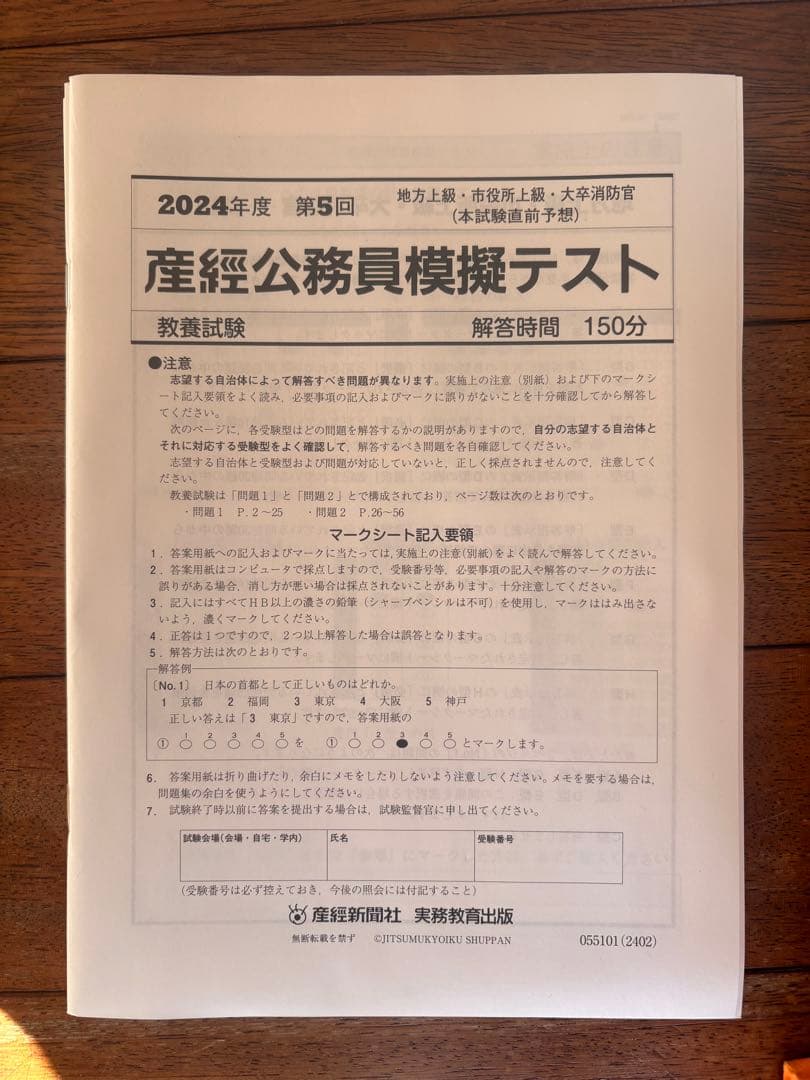 2024年度 第5回
地方上級・市役所上級・大卒消防官
(本試験直前予想)
産經公務員模擬テスト
教養試験 解答時間 150分
●注意
志望する自治体によって解答すべき問題が異なります。実施上の注意（別紙）および下のマークシ
ート記入要領をよく読み，必要事項の記入およびマークに誤りがないことを十分確認してから解答し
てください。
次のページに，各受験型はどの問題を解答するかの説明がありますので，自分の志望する自治体と
それに対応する受験型をよく確認して，解答するべき問題を各自確認してください。
志望する自治体と受験型および問題が対応していないと，正しく採点されませんので，注意してく
ださい。
教養試験は「問題1」と「問題2」とで構成されており，ページ数は次のとおりです。
・問題1 P.2～25 ・問題2 P.26～56
マークシート記入要領
1．答案用紙への記入およびマークに当たっては,実施上の注意(別紙)をよく読んで解答してください。
2．答案用紙はコンピュータで採点しますので，受験番号等，必要事項の記入や解答のマークの方法に
誤りがある場合，消し方が悪い場合は採点されないことがあります。十分注意してください。
3．記入にはすべてHB以上の濃さの鉛筆（シャープペンシルは不可）を使用し，マークははみ出さな
いよう，濃くマークしてください。
4．正答は1つですので，2つ以上解答した場合は誤答となります。
5．解答方法は次のとおりです。
解答例
〔No.1〕 日本の首都として正しいものはどれか。
1 京都 2 福岡 3 東京 4 大阪 5 神戸
正しい答えは「3 東京」ですので，答案用紙の
① 1 2 3 4 5 を ① 1 2 3 4 5 とマークします。
6． 答案用紙は折り曲げたり，余白にメモをしたりしないよう注意してください。メモを要する場合は，
問題集の余白を使うようにしてください。
7． 試験終了時以前に答案を提出する場合は，試験監督官に申し出てください。
試験会場(会場・自宅・学内) 氏名 受験番号
(受験番号は必ず控えておき，今後の照会には付記すること)
産經新聞社 実務教育出版
無断転載を禁ず ©JITSUMUKYOIKU SHUPPAN 055101(2402)